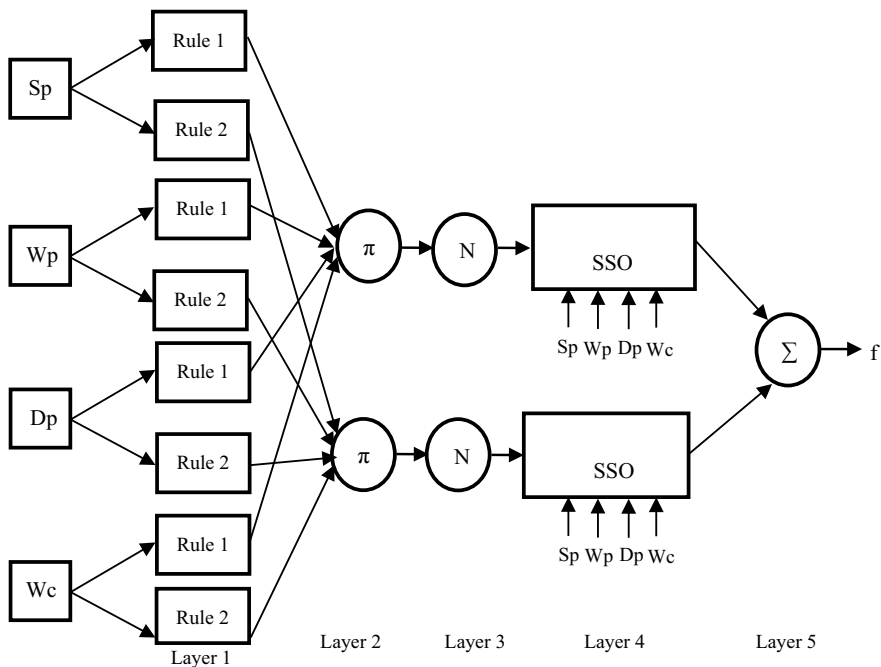 Sp
Rule 1
Rule 2
Wp
Rule 1
Rule 2
Dp
Rule 1
Rule 2
Wc
Rule 1
Rule 2
π
N
SSO
Sp Wp Dp Wc
π
N
SSO
Sp Wp Dp Wc
∑
f
Layer 1
Layer 2
Layer 3
Layer 4
Layer 5